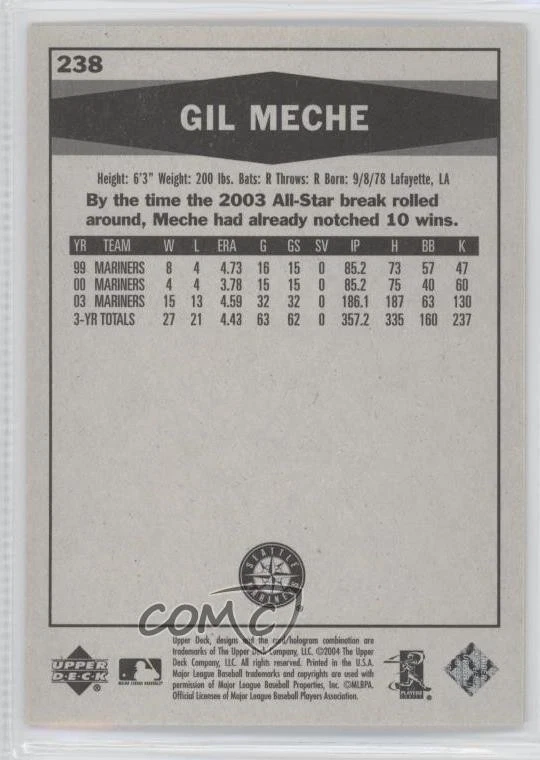 238
GIL MECHE
Height: 6'3" Weight: 200 lbs. Bats: R Throws: R Born: 9/8/78 Lafayette, LA
By the time the 2003 All-Star break rolled
around, Meche had already notched 10 wins.
YR TEAM W L ERA G GS SV IP H BB K
99 MARINERS 8 4 4.73 16 15 0 85.2 73 57 47
00 MARINERS 4 4 3.78 15 15 0 85.2 75 40 60
03 MARINERS 15 13 4.59 32 32 0 186.1 187 63 130
3-YR TOTALS 27 21 4.43 63 62 0 357.2 335 160 237
SEATTLE
MARINERS
®
COMC
Upper Deck, designs and the card/hologram combination are
trademarks of The Upper Deck Company, LLC. ©2004 The Upper
Deck Company, LLC. All rights reserved. Printed in the U.S.A.
Major League Baseball trademarks and copyrights are used with
permission of Major League Baseball Properties, Inc. ©MLBPA.
Official Licensee of Major League Baseball Players Association.
UPPER
DECK ®
MAJOR LEAGUE BASEBALL
PLAYERS
®